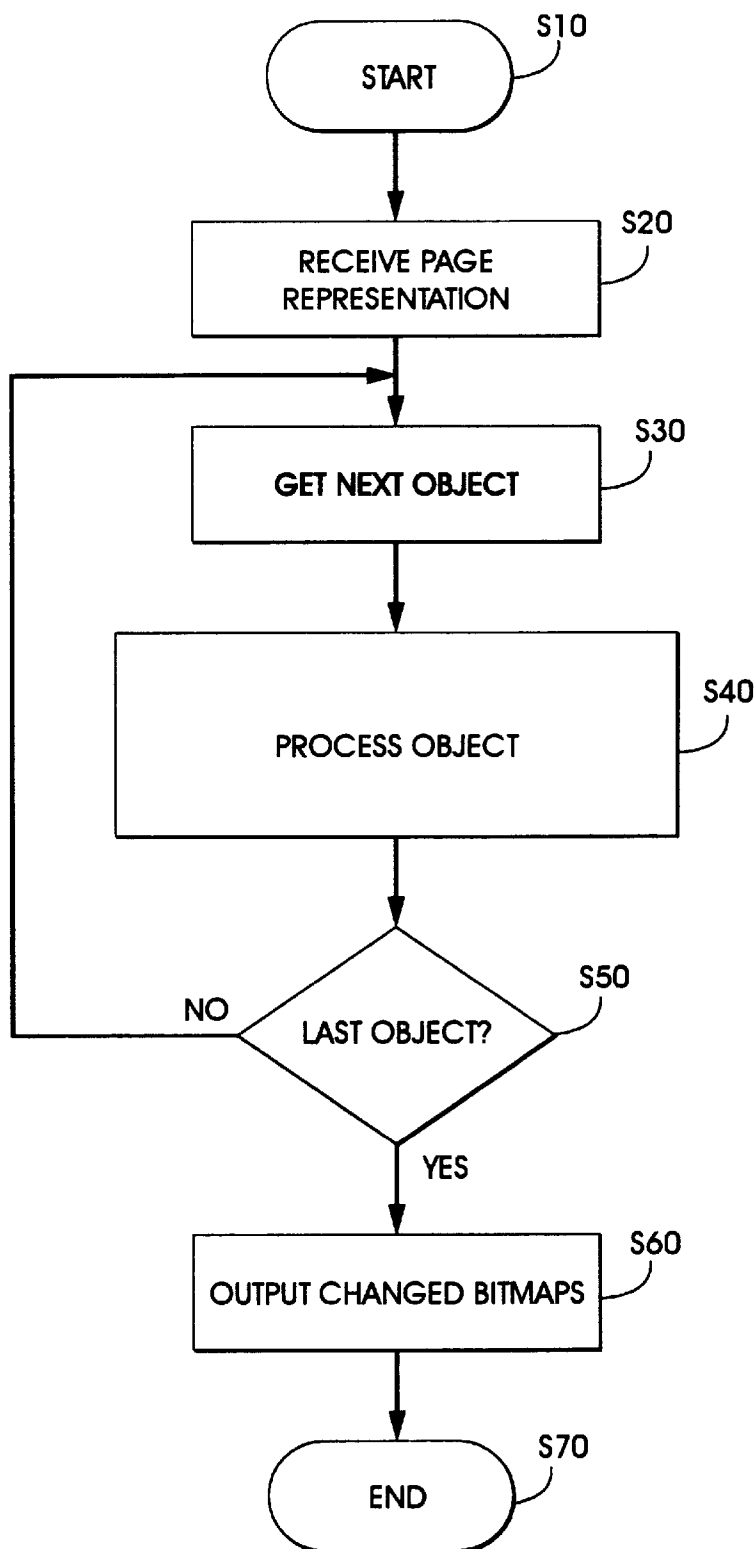 S10
START
S20
RECEIVE PAGE
REPRESENTATION
S30
GET NEXT OBJECT
S40
PROCESS OBJECT
S50
NO
LAST OBJECT?
YES
S60
OUTPUT CHANGED BITMAPS
S70
END